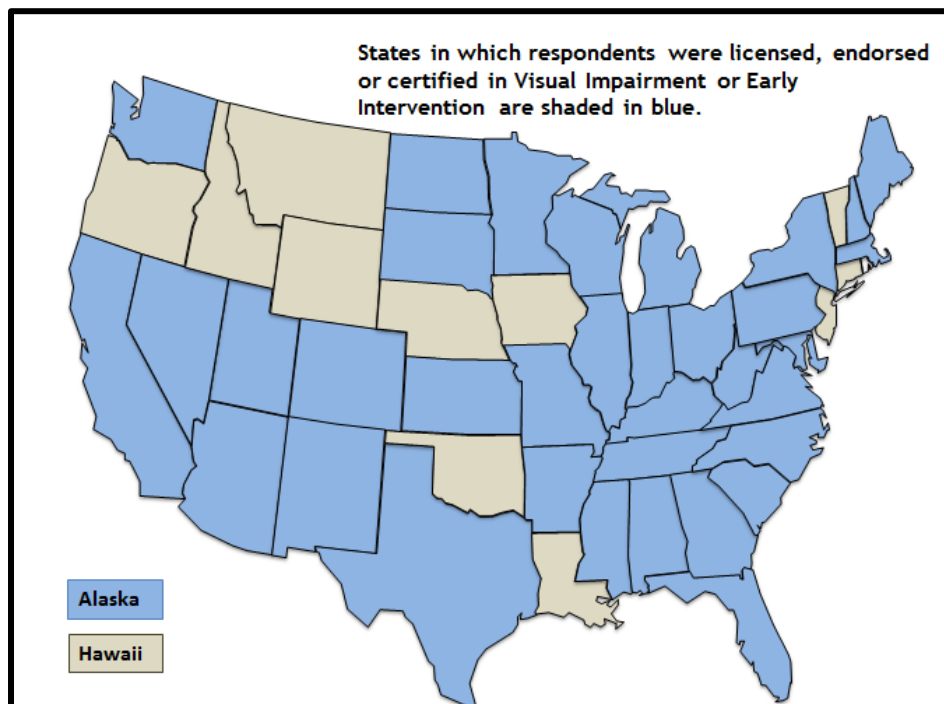 States in which respondents were licensed, endorsed
or certified in Visual Impairment or Early
Intervention are shaded in blue.
Alaska
Hawaii